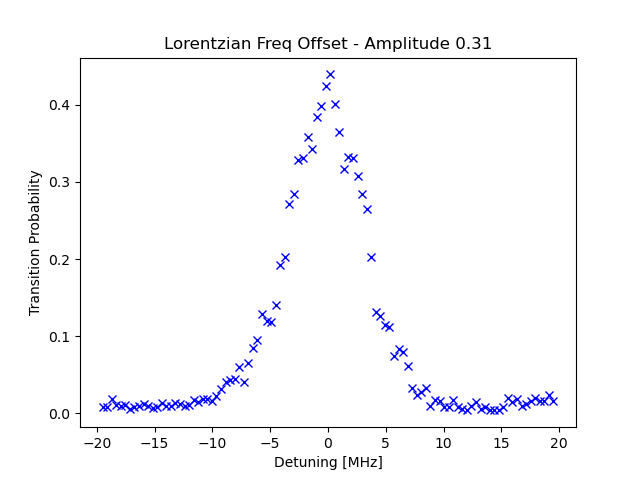 Lorentzian Freq Offset - Amplitude 0.31
Transition Probability
0.4
0.3
0.2
0.1
0.0
−20 −15 −10 −5 0 5 10 15 20
Detuning [MHz]